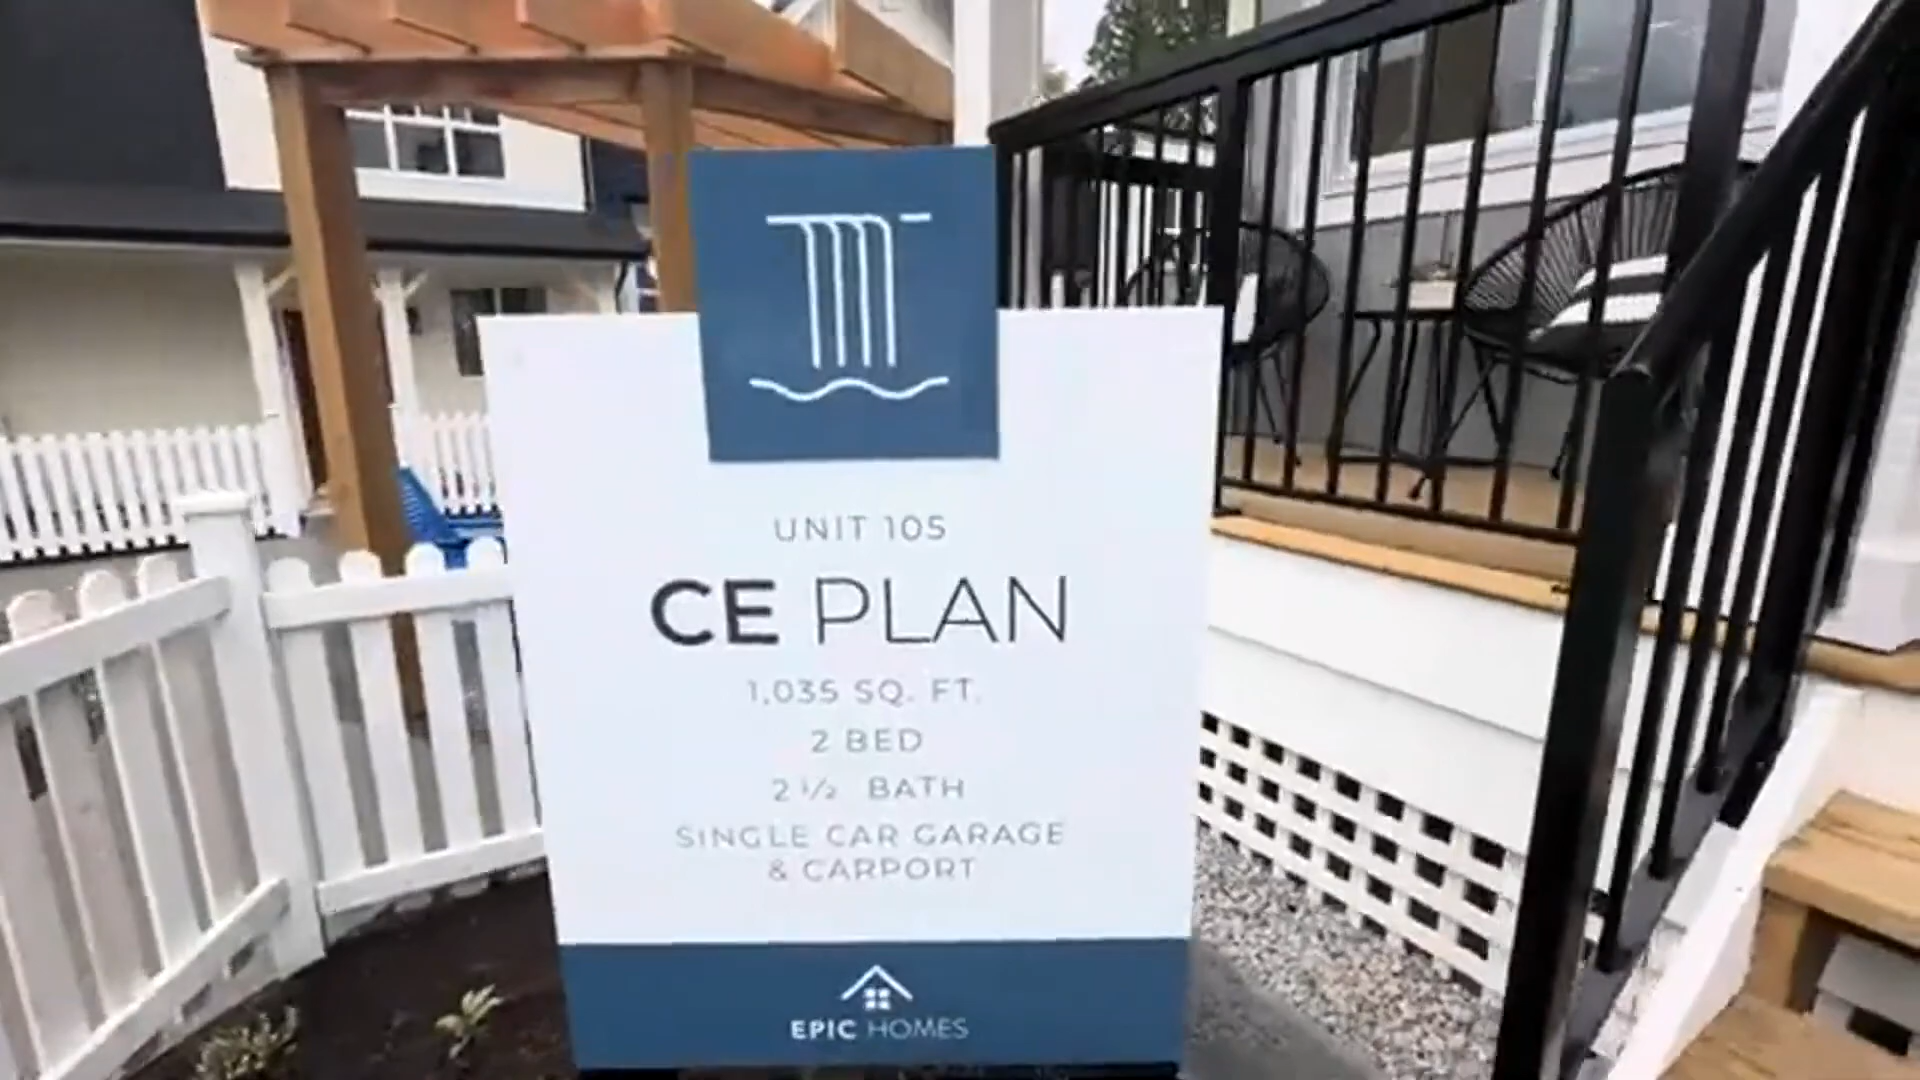 UNIT 105
CE PLAN
1,035 SQ. FT.
2 BED
2 ½ BATH
SINGLE CAR GARAGE
& CARPORT
EPIC HOMES